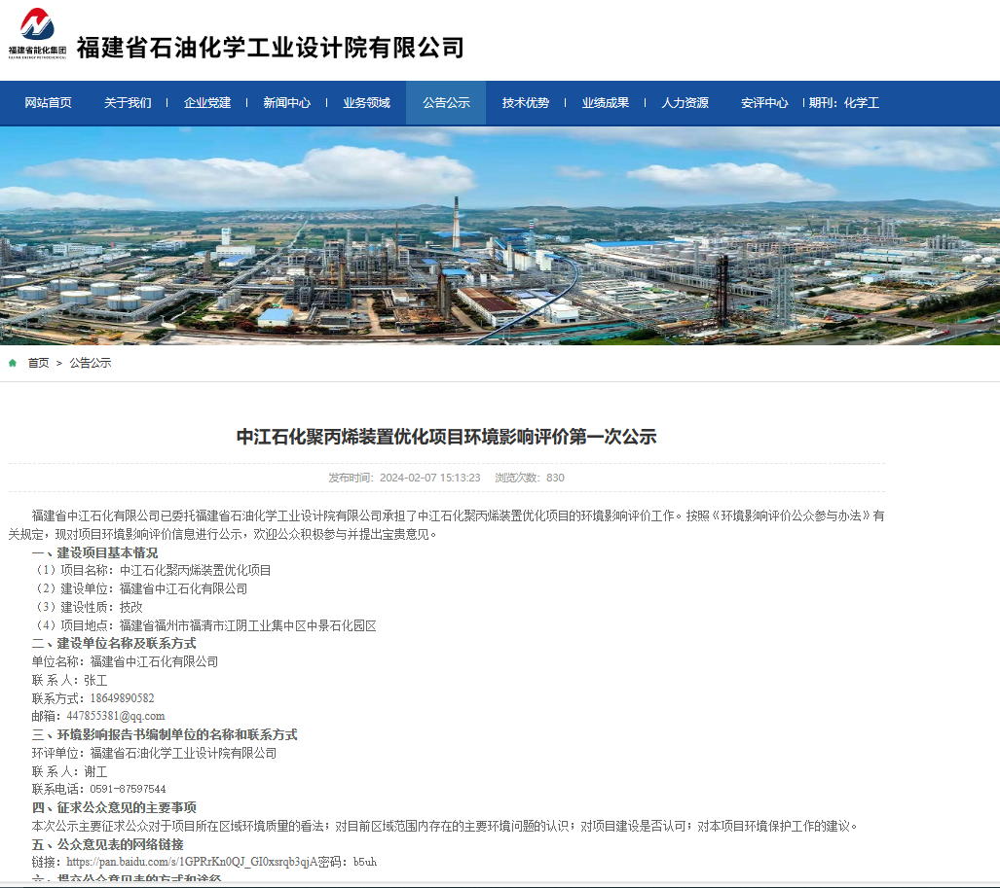 福建省能化集团
FUJIAN ENERGY PETROCHEMICAL
福建省石油化学工业设计院有限公司
网站首页 关于我们 企业党建 新闻中心 业务领域 公告公示 技术优势 业绩成果 人力资源 安评中心 期刊：化学工
首页 > 公告公示
中江石化聚丙烯装置优化项目环境影响评价第一次公示
发布时间：2024-02-07 15:13:23 浏览次数：830
福建省中江石化有限公司已委托福建省石油化学工业设计院有限公司承担了中江石化聚丙烯装置优化项目的环境影响评价工作。按照《环境影响评价公众参与办法》有
关规定，现对项目环境影响评价信息进行公示，欢迎公众积极参与并提出宝贵意见。
一、建设项目基本情况
（1）项目名称：中江石化聚丙烯装置优化项目
（2）建设单位：福建省中江石化有限公司
（3）建设性质：技改
（4）项目地点：福建省福州市福清市江阴工业集中区中景石化园区
二、建设单位名称及联系方式
单位名称：福建省中江石化有限公司
联 系 人：张工
联系方式：18649890582
邮箱：447855381@qq.com
三、环境影响报告书编制单位的名称和联系方式
环评单位：福建省石油化学工业设计院有限公司
联 系 人：谢工
联系电话：0591-87597544
四、征求公众意见的主要事项
本次公示主要征求公众对于项目所在区域环境质量的看法；对目前区域范围内存在的主要环境问题的认识；对项目建设是否认可；对本项目环境保护工作的建议。
五、公众意见表的网络链接
链接：https://pan.baidu.com/s/1GPRrKn0QJ_GI0xsrqb3qjA密码：b5uh
六、提交公众意见表的方式和途径